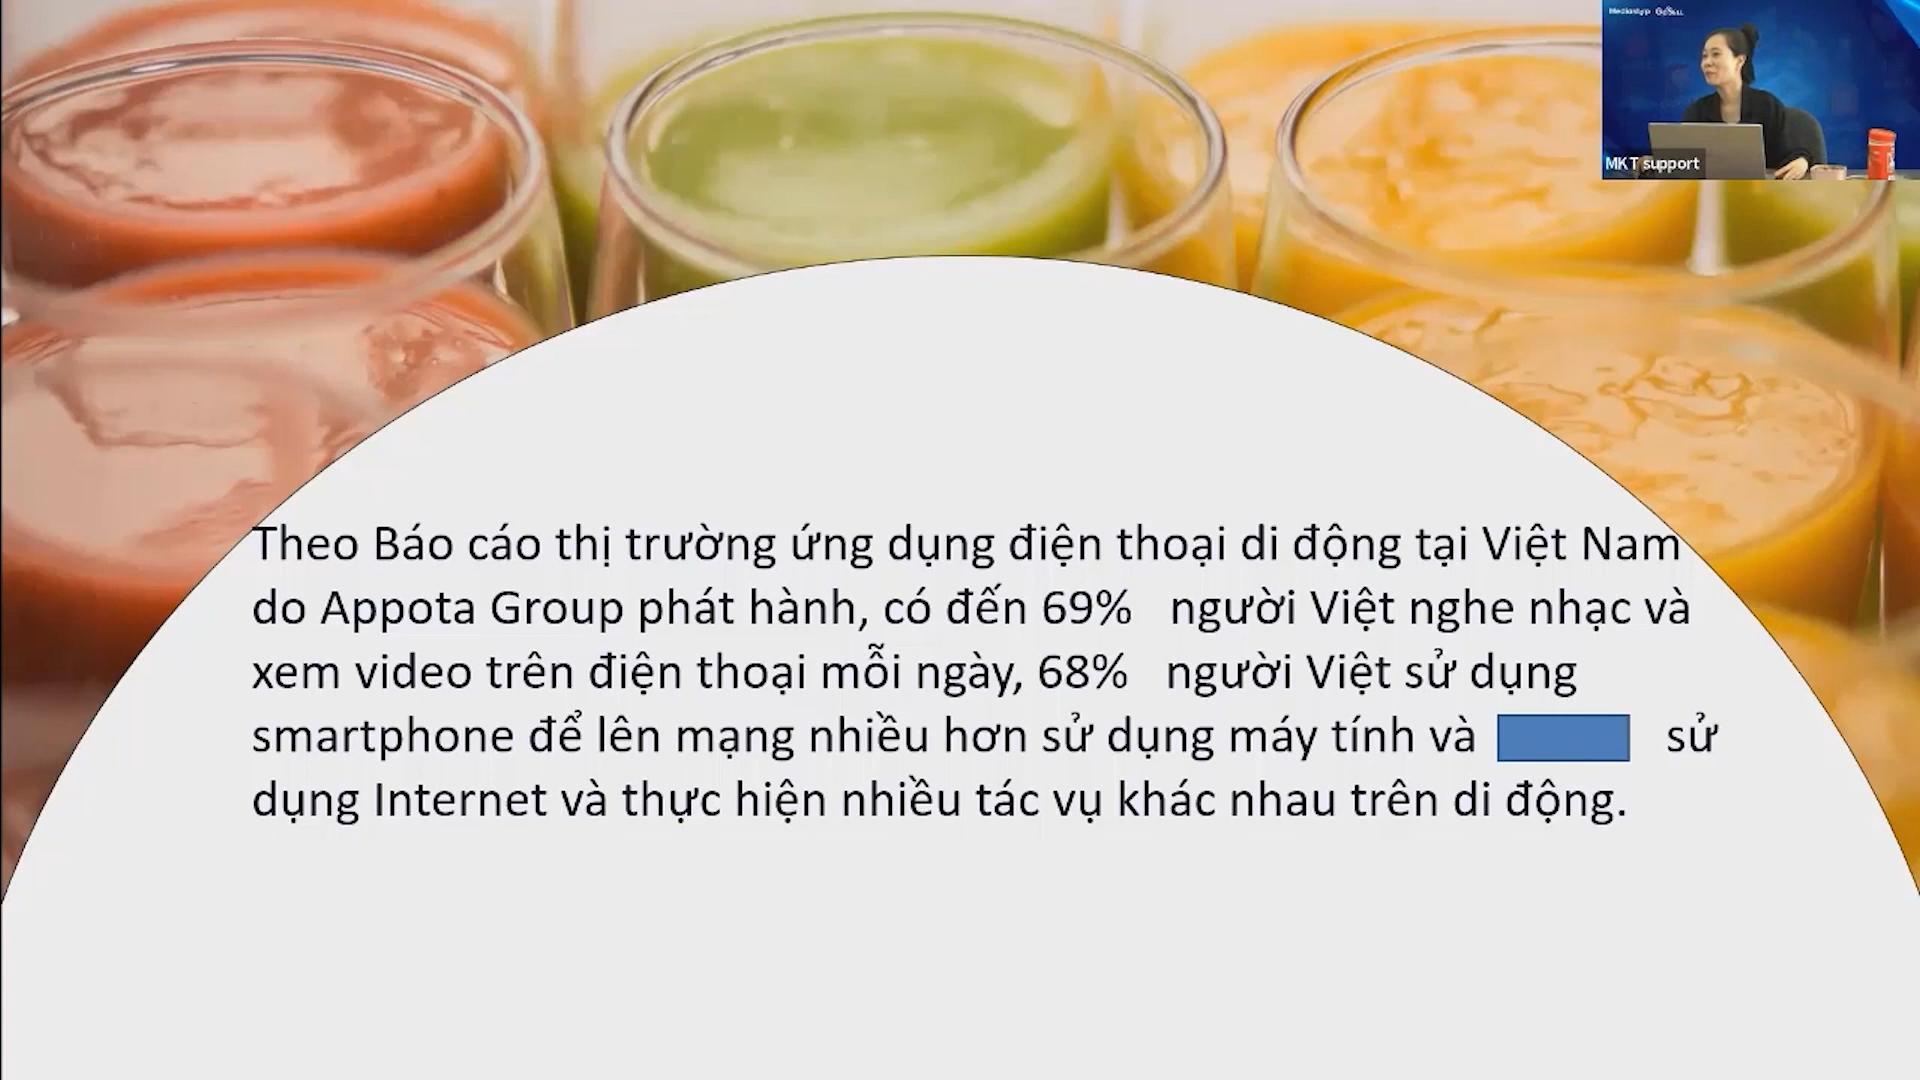 Mediastep GoSELL
MKT support
Theo Báo cáo thị trường ứng dụng điện thoại di động tại Việt Nam
do Appota Group phát hành, có đến 69% người Việt nghe nhạc và
xem video trên điện thoại mỗi ngày, 68% người Việt sử dụng
smartphone để lên mạng nhiều hơn sử dụng máy tính và sử
dụng Internet và thực hiện nhiều tác vụ khác nhau trên di động.